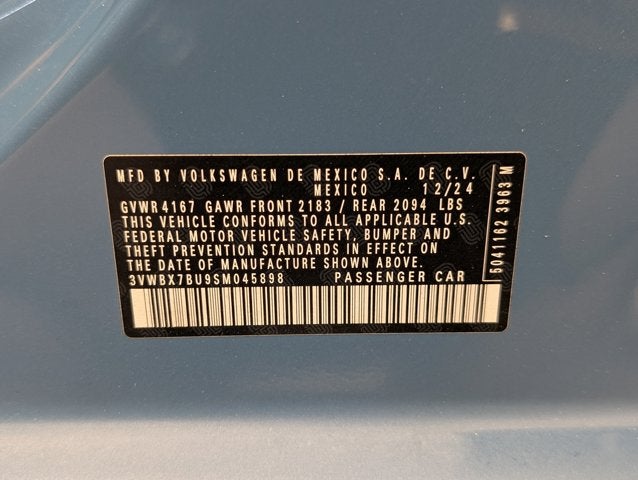 MFD BY VOLKSWAGEN DE MEXICO S.A. DE C.V.
MEXICO 12/24
GVWR 4167 GAWR FRONT 2183 / REAR 2094 LBS
THIS VEHICLE CONFORMS TO ALL APPLICABLE U.S.
FEDERAL MOTOR VEHICLE SAFETY, BUMPER AND
THEFT PREVENTION STANDARDS IN EFFECT ON
THE DATE OF MANUFACTURE SHOWN ABOVE.
3VWBX7BU9SM045898 PASSENGER CAR
5041162 3963 M